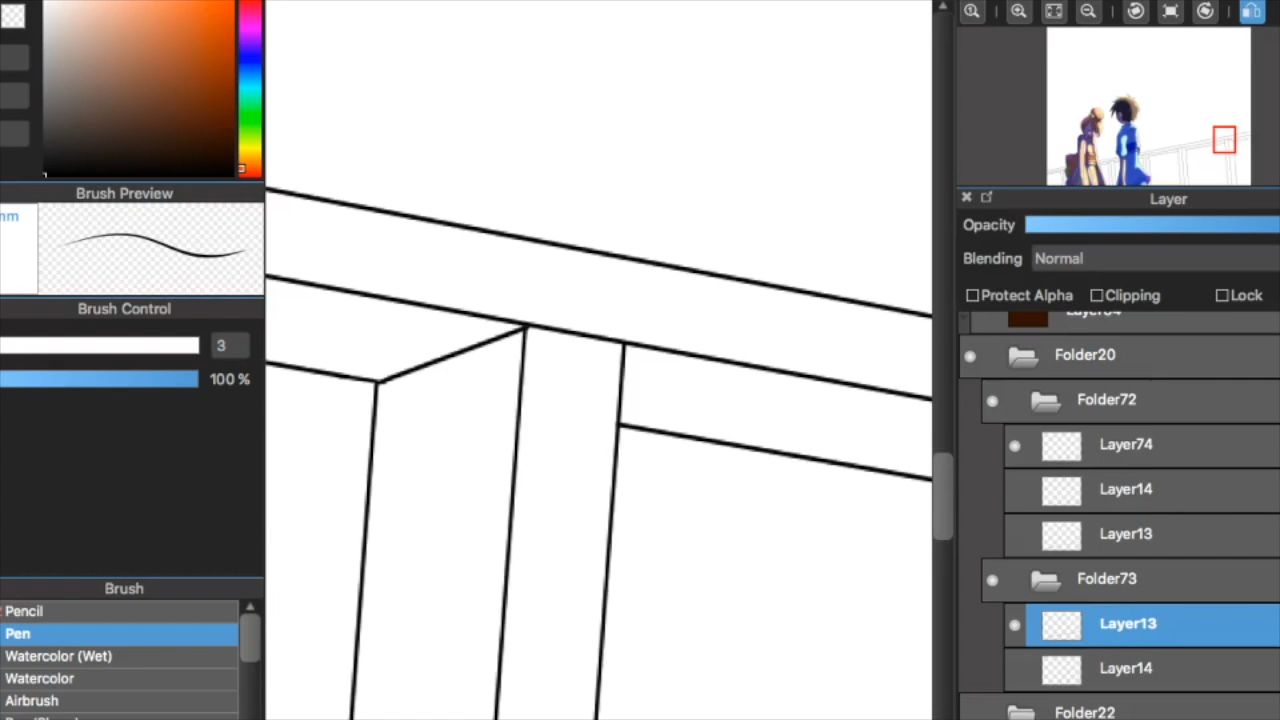 Brush Preview
mm
Brush Control
3
100 %
Brush
Pencil
Pen
Watercolor (Wet)
Watercolor
Airbrush
Layer
Opacity
Blending Normal
Protect Alpha Clipping Lock
Folder20
Folder72
Layer74
Layer14
Layer13
Folder73
Layer13
Layer14
Folder22